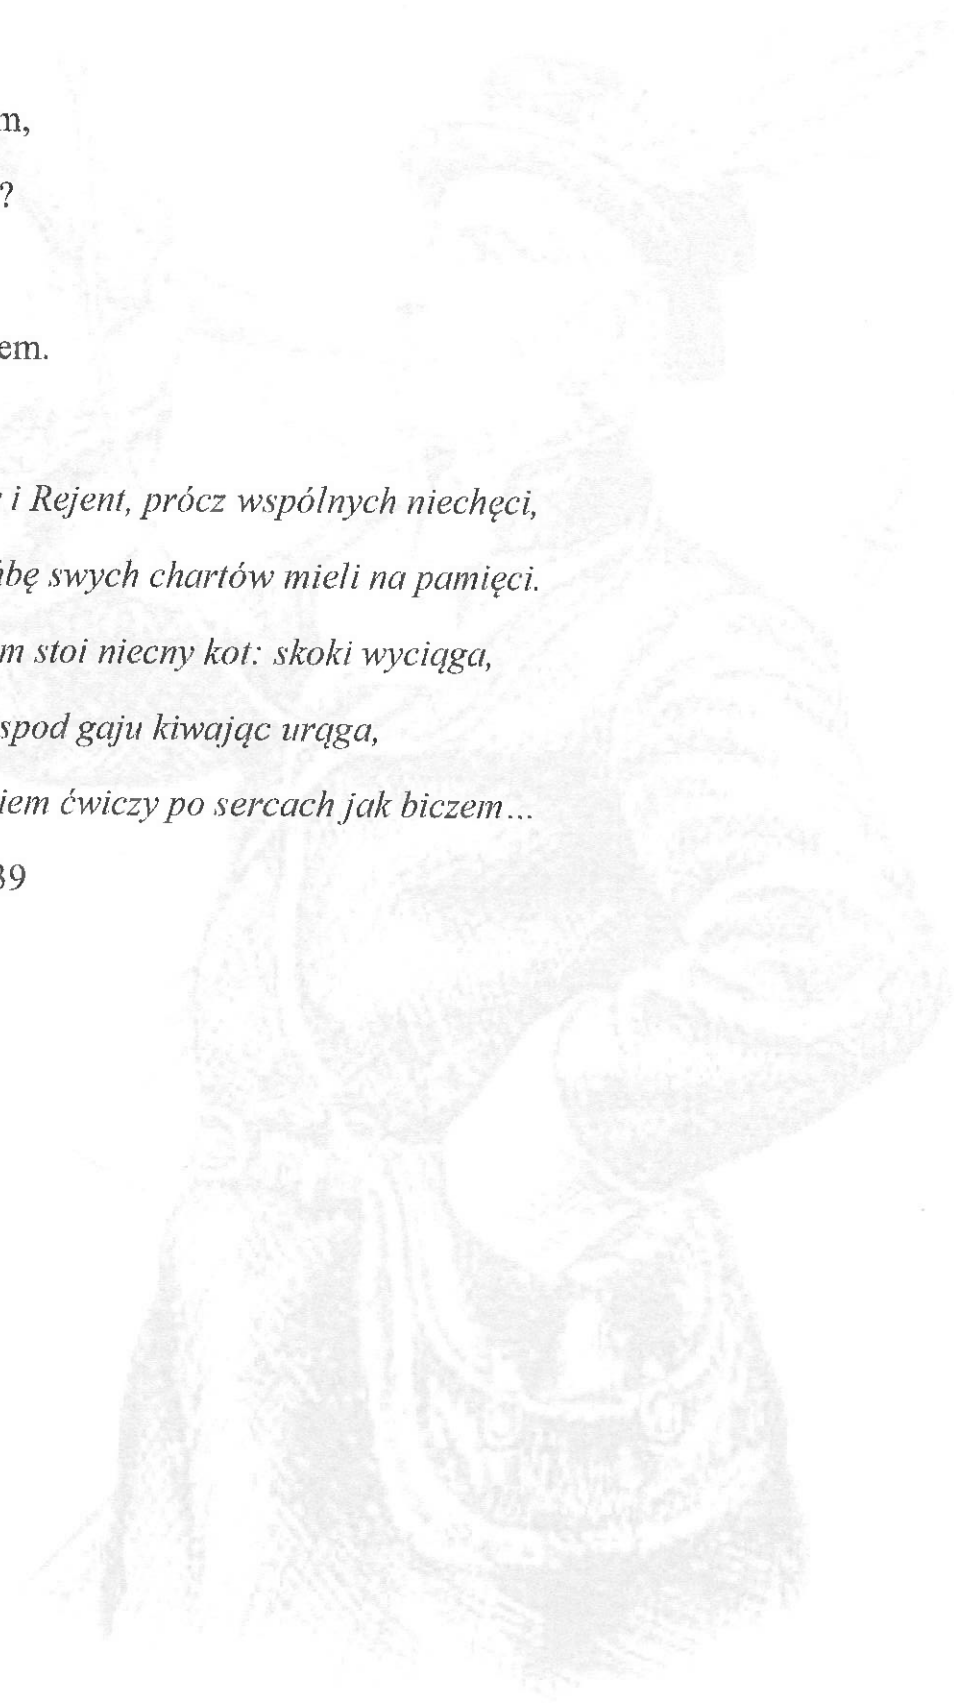 m,
?
em.
i Rejent, prócz wspólnych niechęci,
bę swych chartów mieli na pamięci.
m stoi niecny kot: skoki wyciąga,
spod gaju kiwając urąga,
iem ćwiczy po sercach jak biczem...
39